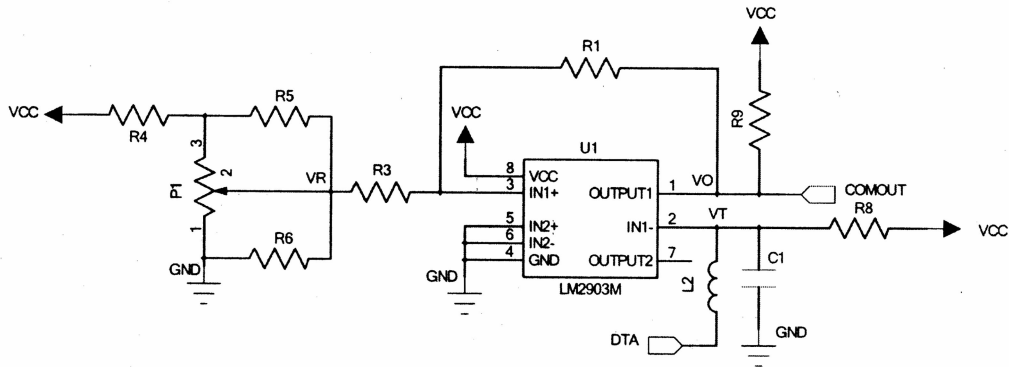 VCC
R1
VCC
R9
VCC
R4
R5
3
P1
2
VR
R3
1
R6
GND
U1
8
VCC
3
IN1+
OUTPUT1
1
VO
COMOUT
5
IN2+
IN1-
2
VT
R8
VCC
6
IN2-
4
GND
OUTPUT2
7
GND
LM2903M
L2
C1
DTA
GND